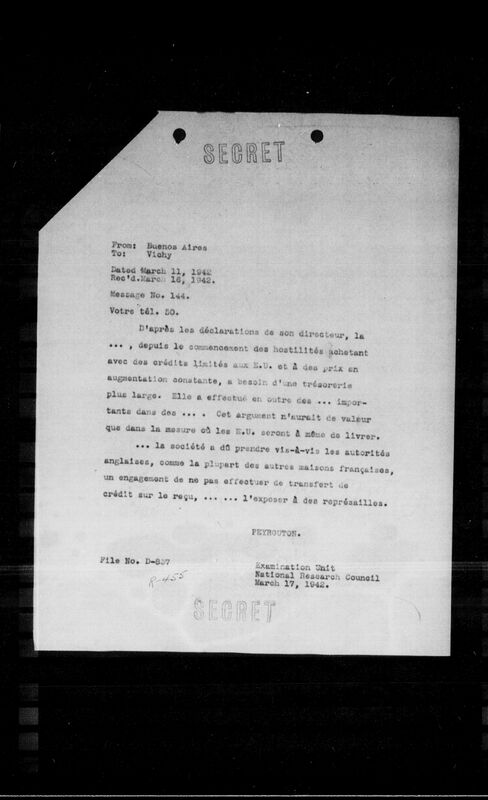 SECRET
From: Buenos Aires
To: Vichy
Dated March 11, 1942
Rec'd.March 16, 1942.
Message No. 144.
Votre tél. 50.
D'après les déclarations de son directeur, la
... , depuis le commencement des hostilités achetant
avec des crédits limités aux E.U. et à des prix en
augmentation constante, a besoin d'une trésorerie
plus large. Elle a effectué en outre des ... impor-
tants dans des ... . Cet argument n'aurait de valeur
que dans la mesure où les E.U. seront à même de livrer.
... la société a dû prendre vis-à-vis les autorités
anglaises, comme la plupart des autres maisons françaises,
un engagement de ne pas effectuer de transfert de
crédit sur le reçu, ... ... l'exposer à des représailles.
PEYROUTON.
File No. D-837
R-455
Examination Unit
National Research Council
March 17, 1942.
SECRET